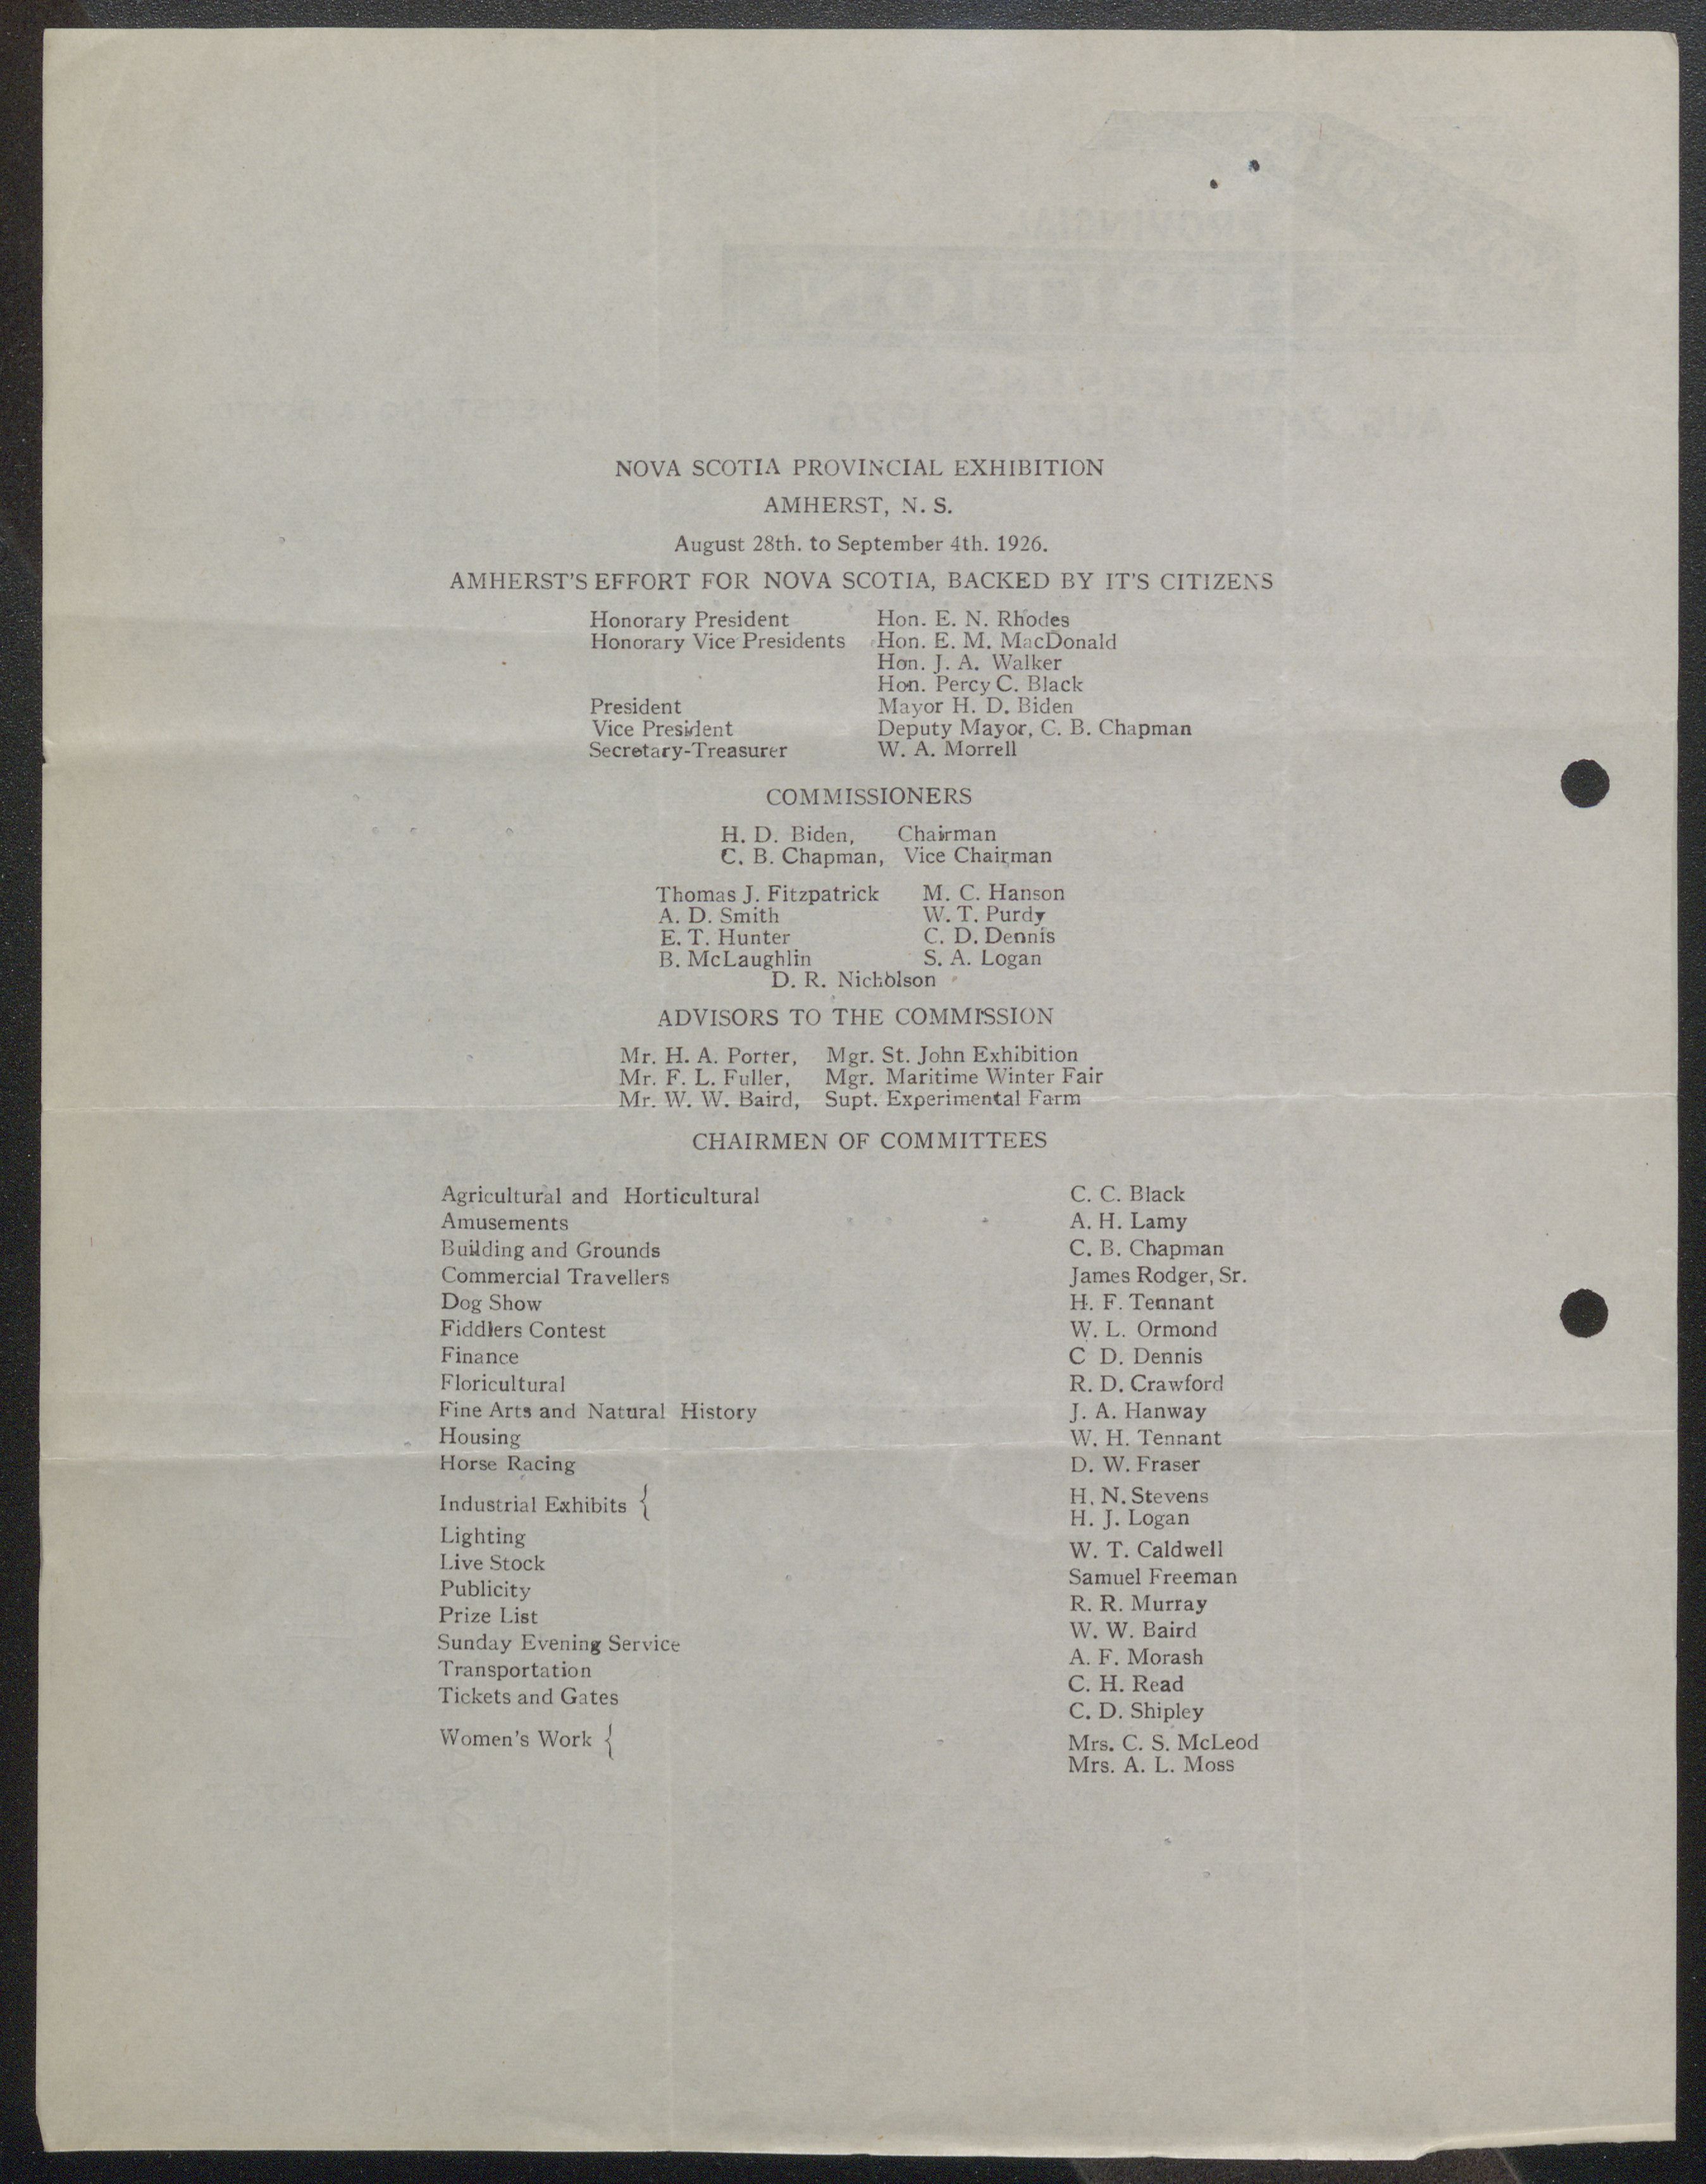 NOVA SCOTIA PROVINCIAL EXHIBITION
AMHERST, N. S.
August 28th. to September 4th. 1926.
AMHERST'S EFFORT FOR NOVA SCOTIA, BACKED BY IT'S CITIZENS
Honorary President Hon. E. N. Rhodes
Honorary Vice Presidents Hon. E. M. MacDonald
Hon. J. A. Walker
Hon. Percy C. Black
President Mayor H. D. Biden
Vice President Deputy Mayor, C. B. Chapman
Secretary-Treasurer W. A. Morrell
COMMISSIONERS
H. D. Biden, Chairman
C. B. Chapman, Vice Chairman
Thomas J. Fitzpatrick M. C. Hanson
A. D. Smith W. T. Purdy
E. T. Hunter C. D. Dennis
B. McLaughlin S. A. Logan
D. R. Nicholson
ADVISORS TO THE COMMISSION
Mr. H. A. Porter, Mgr. St. John Exhibition
Mr. F. L. Fuller, Mgr. Maritime Winter Fair
Mr. W. W. Baird, Supt. Experimental Farm
CHAIRMEN OF COMMITTEES
Agricultural and Horticultural C. C. Black
Amusements A. H. Lamy
Building and Grounds C. B. Chapman
Commercial Travellers James Rodger, Sr.
Dog Show H. F. Tennant
Fiddlers Contest W. L. Ormond
Finance C D. Dennis
Floricultural R. D. Crawford
Fine Arts and Natural History J. A. Hanway
Housing W. H. Tennant
Horse Racing D. W. Fraser
Industrial Exhibits { H. N. Stevens
H. J. Logan
Lighting W. T. Caldwell
Live Stock Samuel Freeman
Publicity R. R. Murray
Prize List W. W. Baird
Sunday Evening Service A. F. Morash
Transportation C. H. Read
Tickets and Gates C. D. Shipley
Women's Work { Mrs. C. S. McLeod
Mrs. A. L. Moss